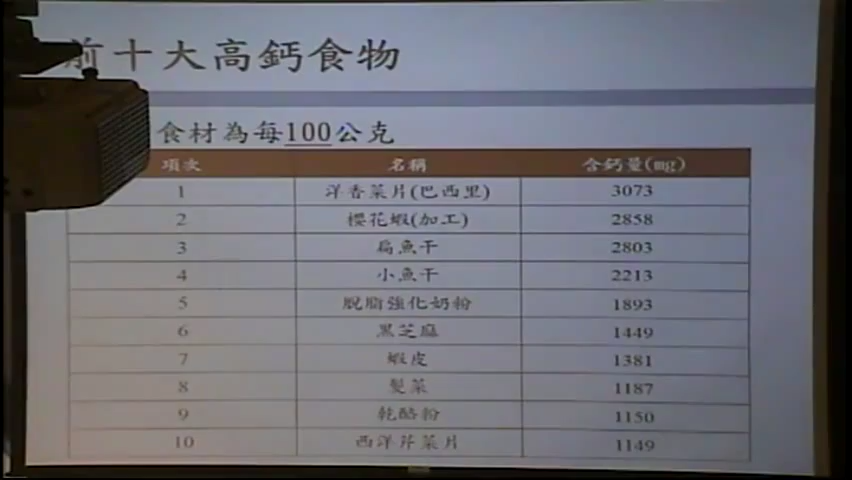 前十大高鈣食物
食材為每100公克
項次 名稱 含鈣量(mg)
1 洋香菜片(巴西里) 3073
2 櫻花蝦(加工) 2858
3 扁魚干 2803
4 小魚干 2213
5 脫脂強化奶粉 1893
6 黑芝麻 1449
7 蝦皮 1381
8 髮菜 1187
9 乾酪粉 1150
10 西洋芹菜片 1149